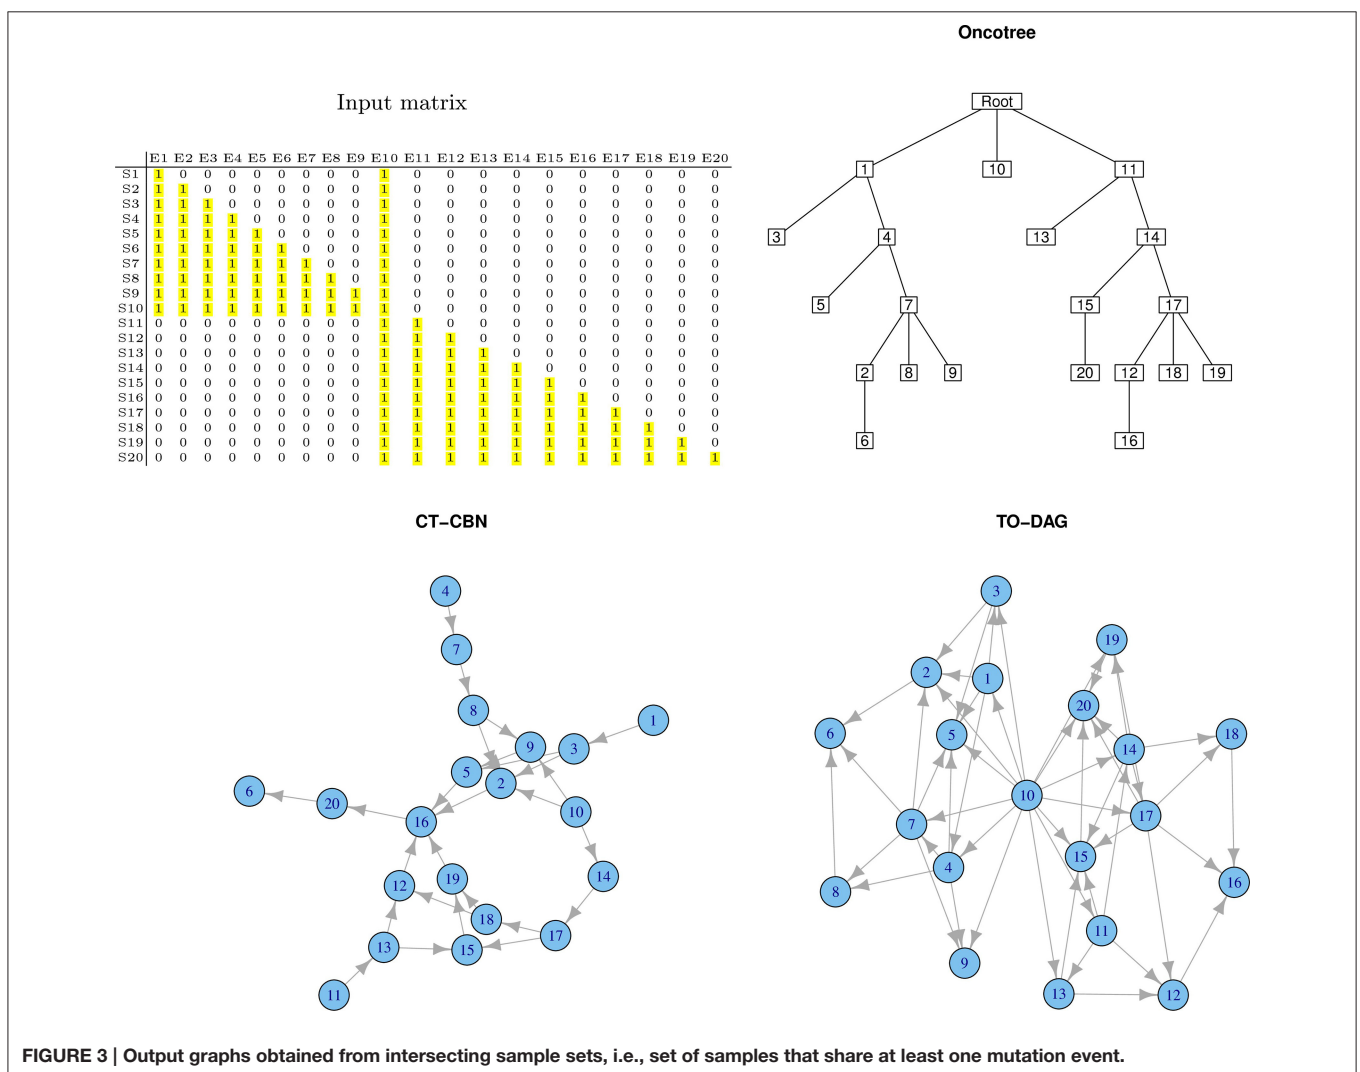 Oncotree
Input matrix
E1 E2 E3 E4 E5 E6 E7 E8 E9 E10 E11 E12 E13 E14 E15 E16 E17 E18 E19 E20
S1 1 0 0 0 0 0 0 0 0 1 0 0 0 0 0 0 0 0 0 0
S2 1 1 0 0 0 0 0 0 0 1 0 0 0 0 0 0 0 0 0 0
S3 1 1 1 0 0 0 0 0 0 1 0 0 0 0 0 0 0 0 0 0
S4 1 1 1 1 0 0 0 0 0 1 0 0 0 0 0 0 0 0 0 0
S5 1 1 1 1 1 0 0 0 0 1 0 0 0 0 0 0 0 0 0 0
S6 1 1 1 1 1 1 0 0 0 1 0 0 0 0 0 0 0 0 0 0
S7 1 1 1 1 1 1 1 0 0 1 0 0 0 0 0 0 0 0 0 0
S8 1 1 1 1 1 1 1 1 0 1 0 0 0 0 0 0 0 0 0 0
S9 1 1 1 1 1 1 1 1 1 1 0 0 0 0 0 0 0 0 0 0
S10 1 1 1 1 1 1 1 1 1 1 0 0 0 0 0 0 0 0 0 0
S11 0 0 0 0 0 0 0 0 0 1 1 0 0 0 0 0 0 0 0 0
S12 0 0 0 0 0 0 0 0 0 1 1 1 0 0 0 0 0 0 0 0
S13 0 0 0 0 0 0 0 0 0 1 1 1 1 0 0 0 0 0 0 0
S14 0 0 0 0 0 0 0 0 0 1 1 1 1 1 0 0 0 0 0 0
S15 0 0 0 0 0 0 0 0 0 1 1 1 1 1 1 0 0 0 0 0
S16 0 0 0 0 0 0 0 0 0 1 1 1 1 1 1 1 0 0 0 0
S17 0 0 0 0 0 0 0 0 0 1 1 1 1 1 1 1 1 0 0 0
S18 0 0 0 0 0 0 0 0 0 1 1 1 1 1 1 1 1 1 0 0
S19 0 0 0 0 0 0 0 0 0 1 1 1 1 1 1 1 1 1 1 0
S20 0 0 0 0 0 0 0 0 0 1 1 1 1 1 1 1 1 1 1 1
Root
1 10 11
3 4 13 14
5 7 15 17
2 8 9 20 12 18 19
6 16
CT–CBN
4
7
8
1
9
3
5
2
6
20
10
16
14
19
12
18
17
13
15
11
TO–DAG
3
19
2
1
20
6
5
18
14
10
17
7
15
4
16
8
11
9
13
12
FIGURE 3 | Output graphs obtained from intersecting sample sets, i.e., set of samples that share at least one mutation event.